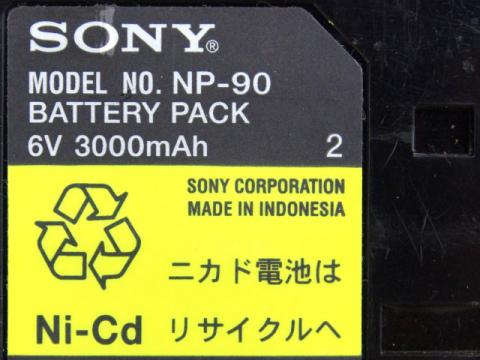 SONY®
MODEL NO. NP-90
BATTERY PACK
6V 3000mAh 2
SONY CORPORATION
MADE IN INDONESIA
ニカド電池は
Ni-Cd リサイクルへ